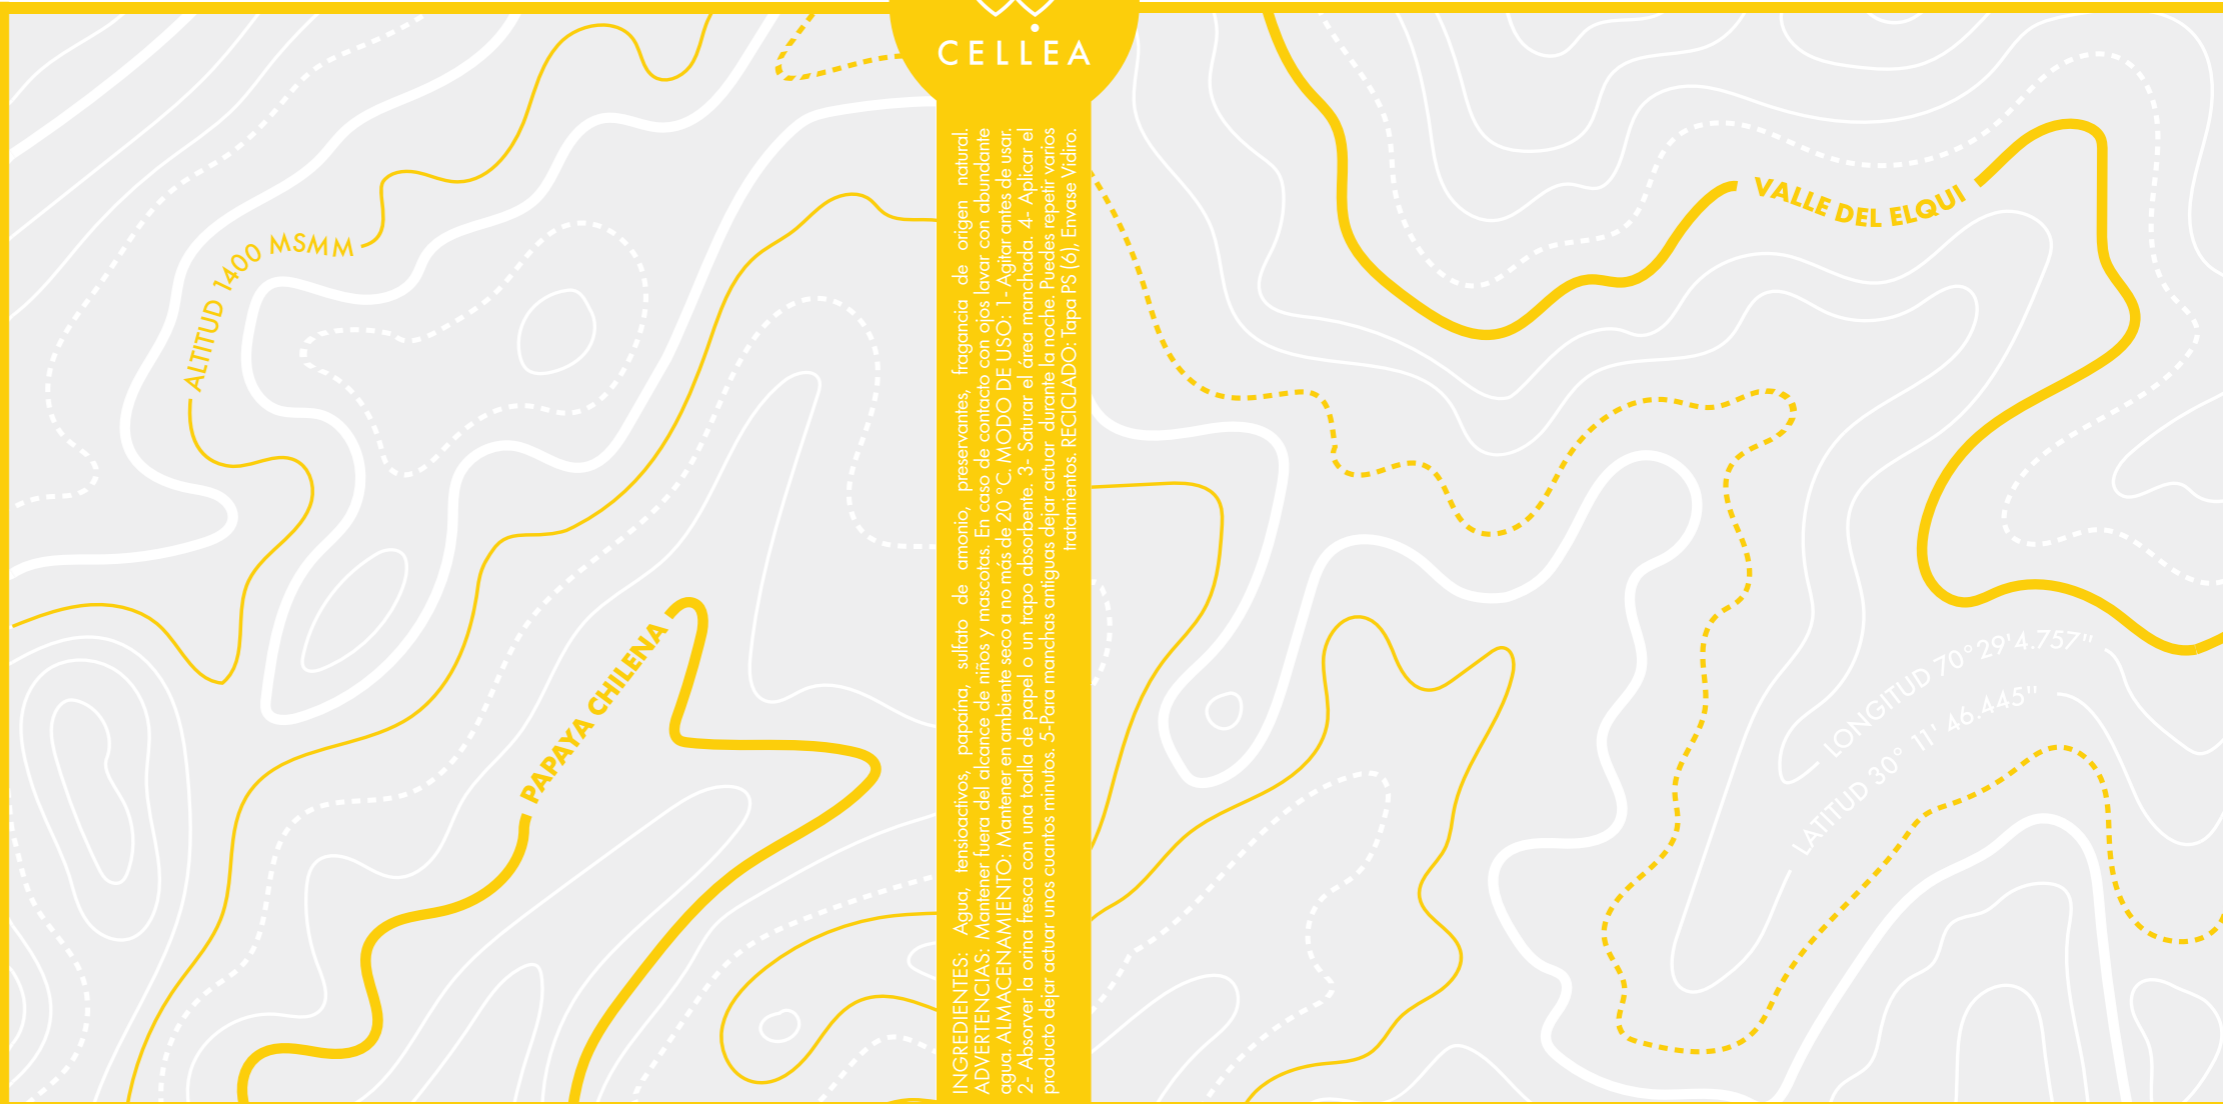 CELLEA
ALTITUD 1400 MSMM
VALLE DEL ELQUI
PAPAYA CHILENA
LONGITUD 70°29'4.757"
LATITUD 30° 11' 46.445"
INGREDIENTES: Agua, tensioactivos, papaína, sulfato de amonio, preservantes, fragancia de origen natural.
ADVERTENCIAS: Mantener fuera del alcance de niños y mascotas. En caso de contacto con ojos lavar con abundante
agua. ALMACENAMIENTO: Mantener en ambiente seco a no más de 20 °C. MODO DE USO: 1- Agitar antes de usar.
2- Absorver la orina fresca con una toalla de papel o un trapo absorbente. 3- Saturar el área manchada. 4- Aplicar el
producto dejar actuar unos cuantos minutos. 5-Para manchas antiguas dejar actuar durante la noche. Puedes repetir varios
tratamientos. RECICLADO: Tapa PS (6), Envase Vidiro.